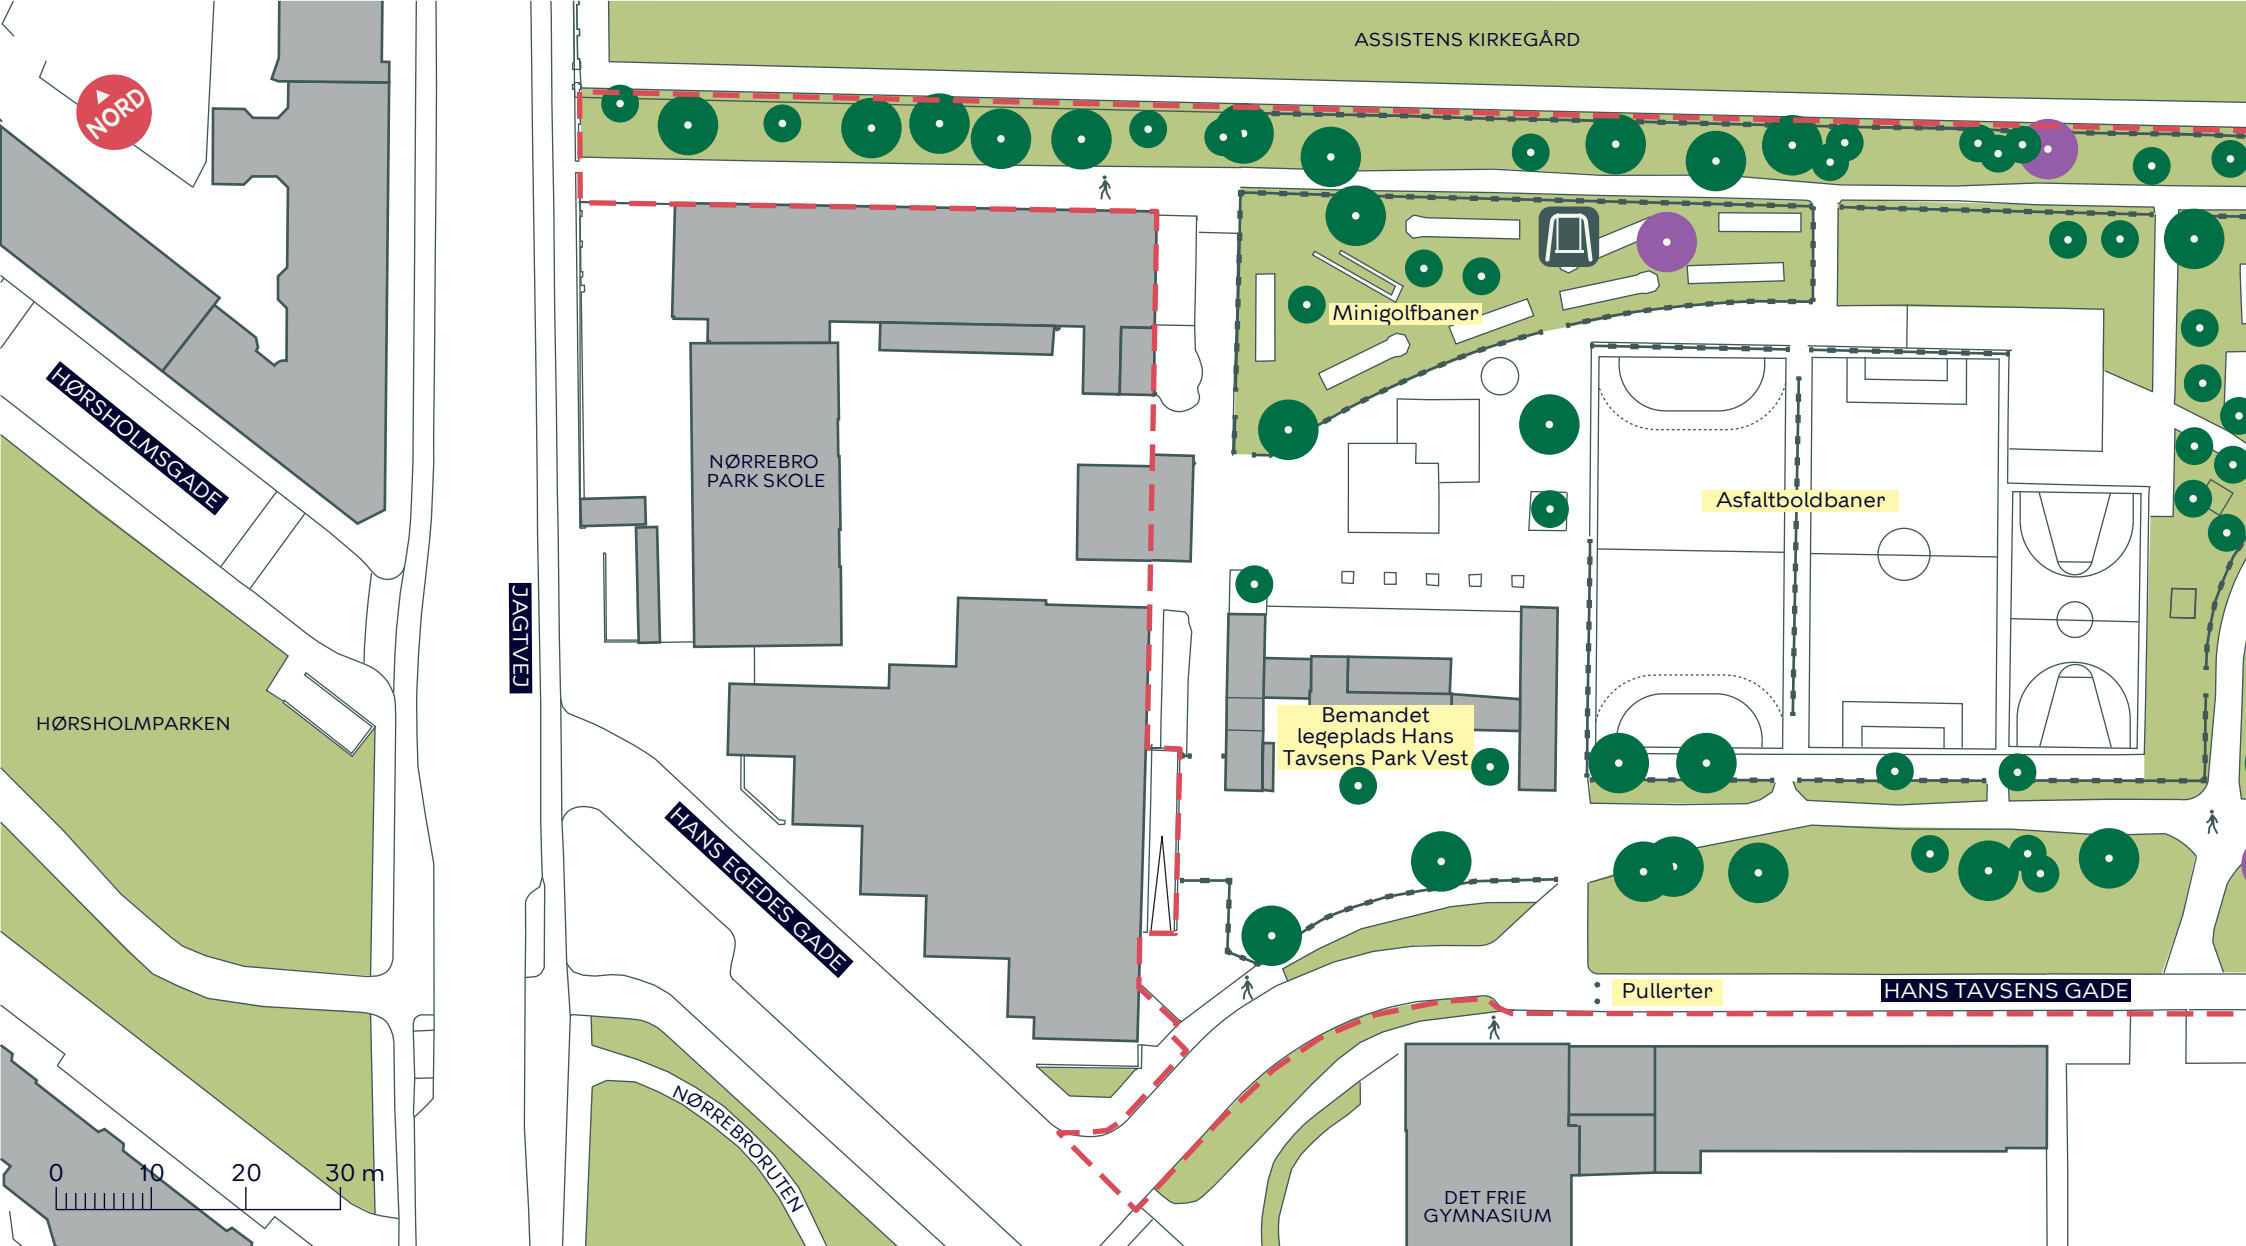 ASSISTENS KIRKEGÅRD
NORD
Minigolfbaner
HØRSHOLMSGADE
NØRREBRO
PARK SKOLE
Asfaltboldbaner
JAGTVEJ
HØRSHOLMPARKEN
Bemandet
legeplads Hans
Tavsens Park Vest
HANS EGEDES GADE
Pullerter
HANS TAVSENS GADE
NØRREBRORUTEN
0 10 20 30 m
DET FRIE
GYMNASIUM